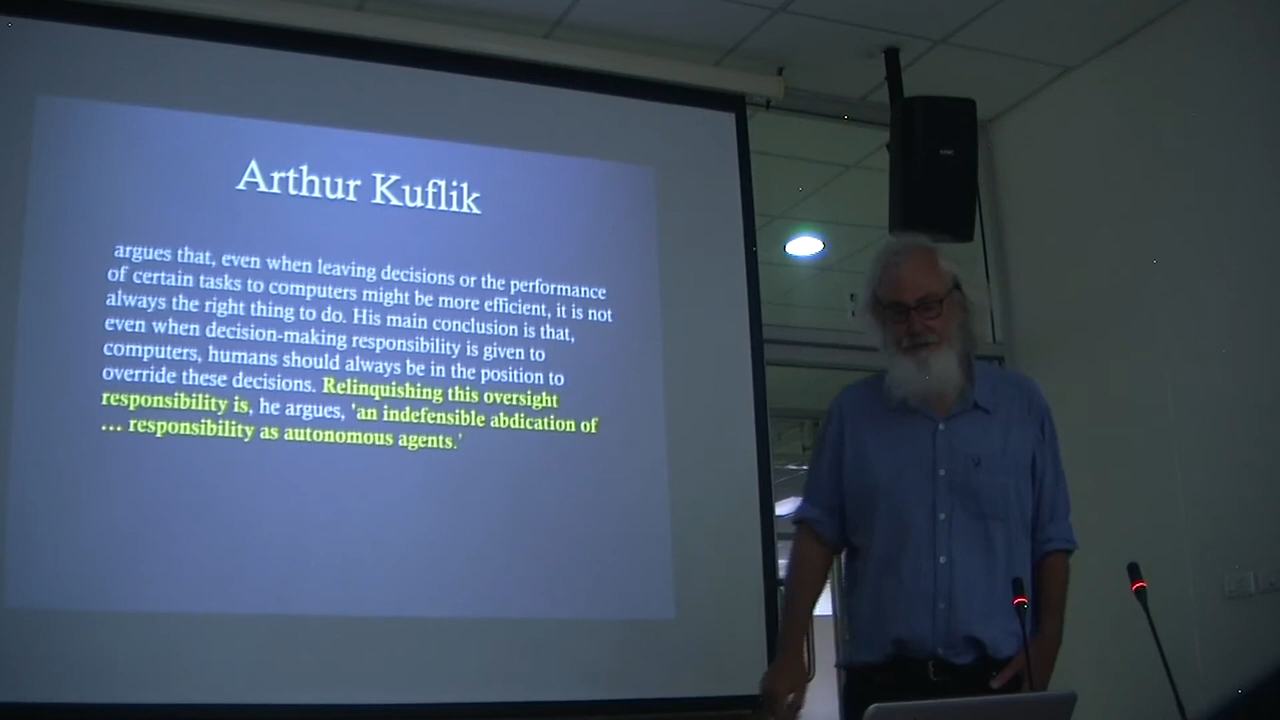 Arthur Kuflik
argues that, even when leaving decisions or the performance
of certain tasks to computers might be more efficient, it is not
always the right thing to do. His main conclusion is that,
even when decision-making responsibility is given to
computers, humans should always be in the position to
override these decisions. Relinquishing this oversight
responsibility is, he argues, 'an indefensible abdication of
... responsibility as autonomous agents.'